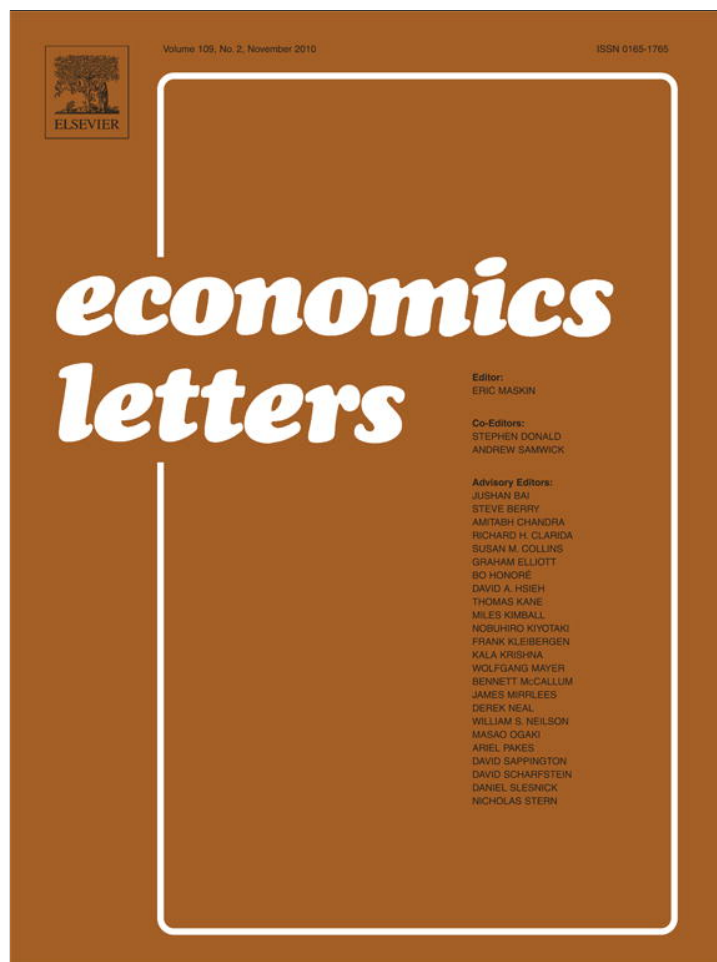 Volume 109, No. 2, November 2010
ISSN 0165-1765
ELSEVIER
economics
letters
Editor:
ERIC MASKIN
Co-Editors:
STEPHEN DONALD
ANDREW SAMWICK
Advisory Editors:
JUSHAN BAI
STEVE BERRY
AMITABH CHANDRA
RICHARD H. CLARIDA
SUSAN M. COLLINS
GRAHAM ELLIOTT
BO HONORÉ
DAVID A. HSIEH
THOMAS KANE
MILES KIMBALL
NOBUHIRO KIYOTAKI
FRANK KLEIBERGEN
KALA KRISHNA
WOLFGANG MAYER
BENNETT McCALLUM
JAMES MIRRLEES
DEREK NEAL
WILLIAM S. NEILSON
MASAO OGAKI
ARIEL PAKES
DAVID SAPPINGTON
DAVID SCHARFSTEIN
DANIEL SLESNICK
NICHOLAS STERN